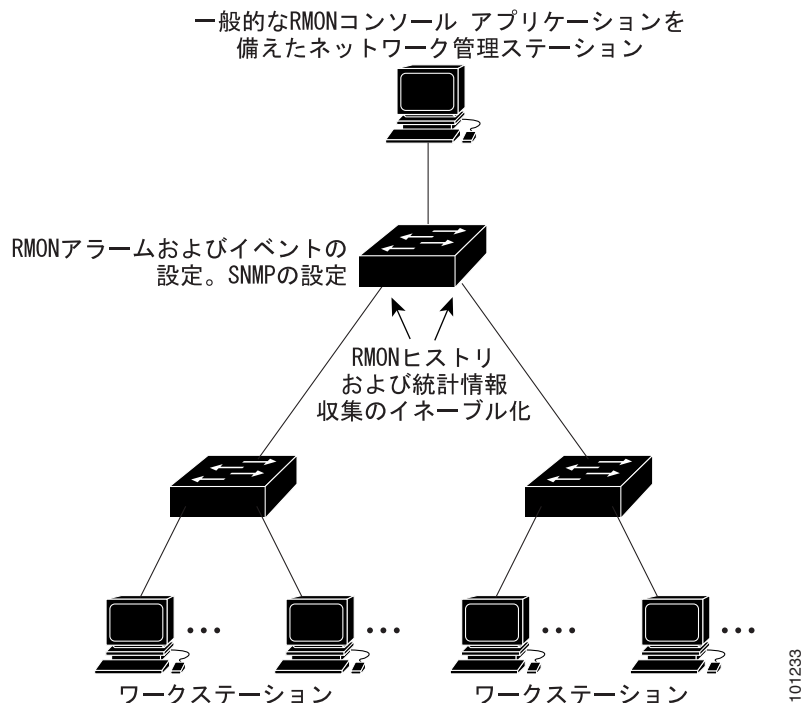 一般的なRMONコンソール アプリケーションを
備えたネットワーク管理ステーション
RMONアラームおよびイベントの
設定。SNMPの設定
RMONヒストリ
および統計情報
収集のイネーブル化
ワークステーション
ワークステーション
101233